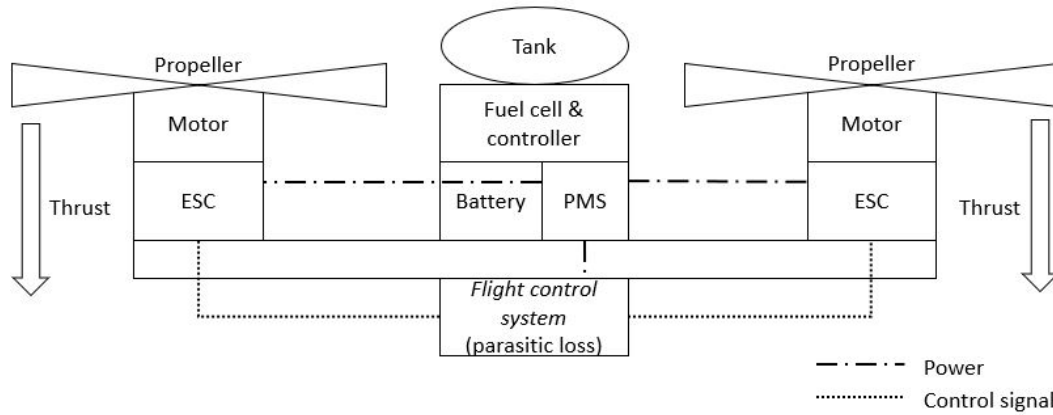 Tank
Propeller
Propeller
Fuel cell &
controller
Motor
Motor
ESC
Battery
PMS
ESC
Thrust
Thrust
Flight control
system
(parasitic loss)
Power
Control signal